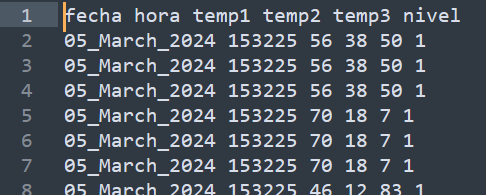 1 fecha hora temp1 temp2 temp3 nivel
2 05_March_2024 153225 56 38 50 1
3 05_March_2024 153225 56 38 50 1
4 05_March_2024 153225 56 38 50 1
5 05_March_2024 153225 70 18 7 1
6 05_March_2024 153225 70 18 7 1
7 05_March_2024 153225 70 18 7 1
8 05_March_2024 153225 46 12 83 1